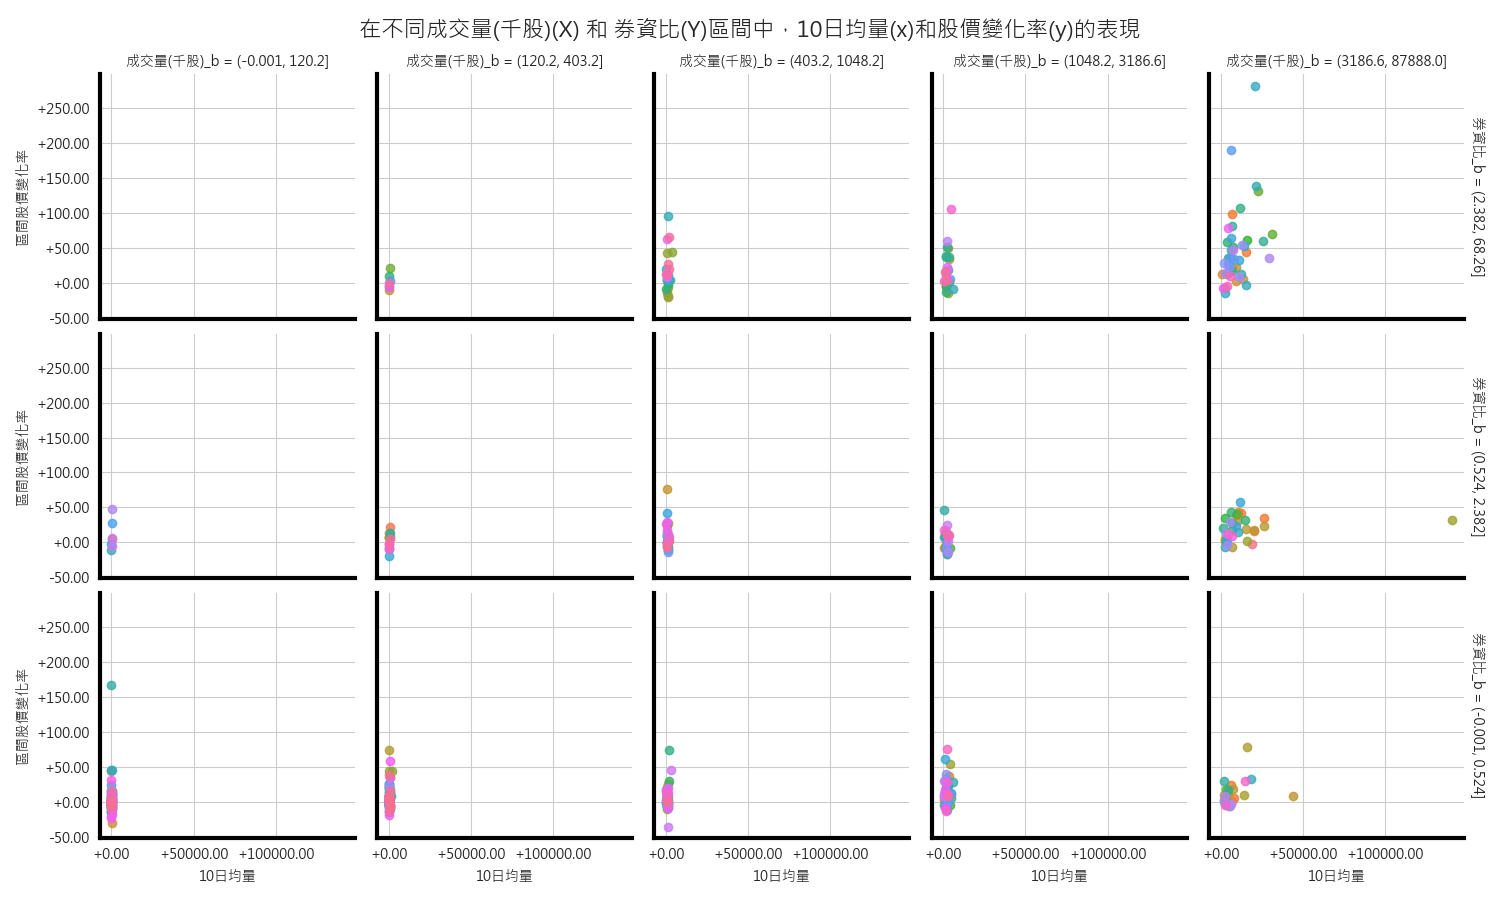 在不同成交量(千股)(X) 和 券資比(Y)區間中，10日均量(x)和股價變化率(y)的表現
成交量(千股)_b = (-0.001, 120.2]
成交量(千股)_b = (120.2, 403.2]
成交量(千股)_b = (403.2, 1048.2]
成交量(千股)_b = (1048.2, 3186.6]
成交量(千股)_b = (3186.6, 87888.0]
區間股價變化率
+250.00
+200.00
+150.00
+100.00
+50.00
+0.00
-50.00
券資比_b = (2.382, 68.26]
區間股價變化率
+250.00
+200.00
+150.00
+100.00
+50.00
+0.00
-50.00
券資比_b = (0.524, 2.382]
區間股價變化率
+250.00
+200.00
+150.00
+100.00
+50.00
+0.00
-50.00
券資比_b = (-0.001, 0.524]
+0.00 +50000.00 +100000.00
+0.00 +50000.00 +100000.00
+0.00 +50000.00 +100000.00
+0.00 +50000.00 +100000.00
+0.00 +50000.00 +100000.00
10日均量
10日均量
10日均量
10日均量
10日均量